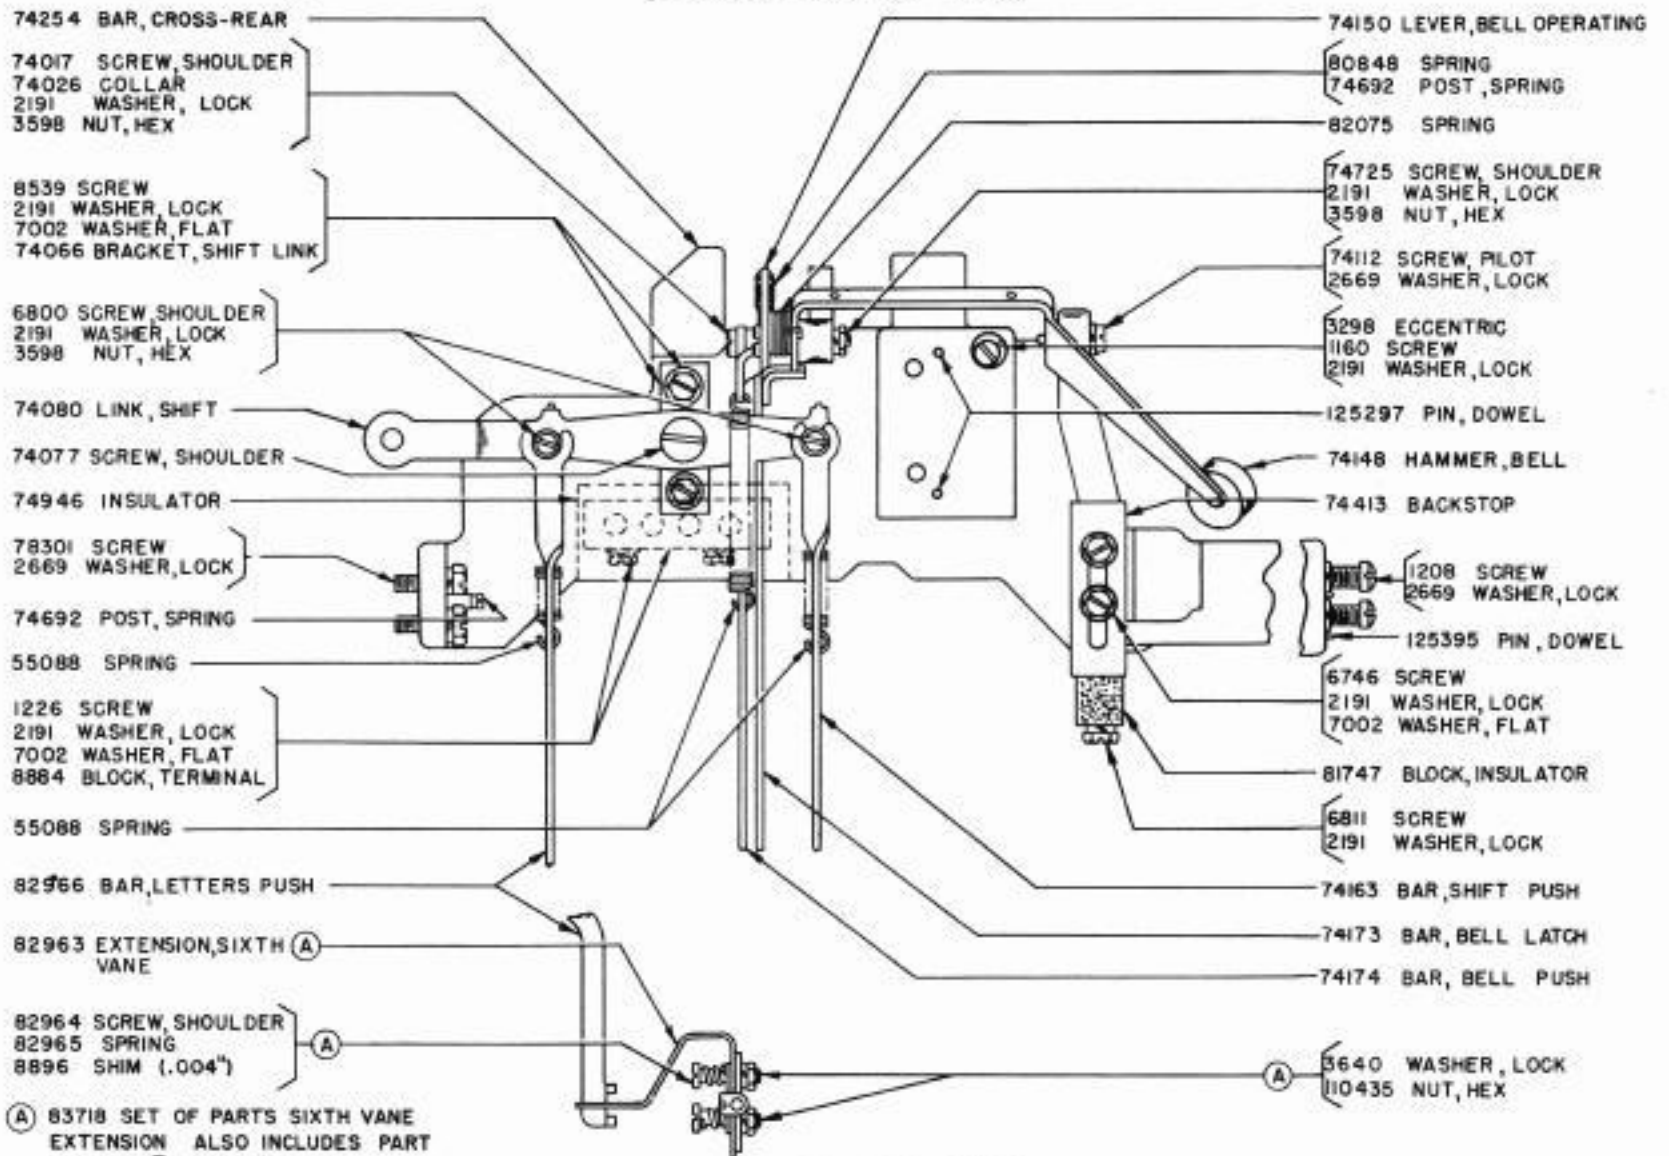 74254 BAR, CROSS-REAR
74017 SCREW, SHOULDER
74026 COLLAR
2191 WASHER, LOCK
3598 NUT, HEX
8539 SCREW
2191 WASHER, LOCK
7002 WASHER, FLAT
74066 BRACKET, SHIFT LINK
6800 SCREW, SHOULDER
2191 WASHER, LOCK
3598 NUT, HEX
74080 LINK, SHIFT
74077 SCREW, SHOULDER
74946 INSULATOR
78301 SCREW
2669 WASHER, LOCK
74692 POST, SPRING
55088 SPRING
1226 SCREW
2191 WASHER, LOCK
7002 WASHER, FLAT
8884 BLOCK, TERMINAL
55088 SPRING
82966 BAR, LETTERS PUSH
82963 EXTENSION, SIXTH (A)
VANE
82964 SCREW, SHOULDER
82965 SPRING
8896 SHIM (.004")
(A)
(A) 83718 SET OF PARTS SIXTH VANE
EXTENSION ALSO INCLUDES PART
74150 LEVER, BELL OPERATING
80848 SPRING
74692 POST, SPRING
82075 SPRING
74725 SCREW, SHOULDER
2191 WASHER, LOCK
3598 NUT, HEX
74112 SCREW, PILOT
2669 WASHER, LOCK
3298 ECCENTRIC
1160 SCREW
2191 WASHER, LOCK
125297 PIN, DOWEL
74148 HAMMER, BELL
74413 BACKSTOP
1208 SCREW
2669 WASHER, LOCK
125395 PIN, DOWEL
6746 SCREW
2191 WASHER, LOCK
7002 WASHER, FLAT
81747 BLOCK, INSULATOR
6811 SCREW
2191 WASHER, LOCK
74163 BAR, SHIFT PUSH
74173 BAR, BELL LATCH
74174 BAR, BELL PUSH
(A)
3640 WASHER, LOCK
110435 NUT, HEX